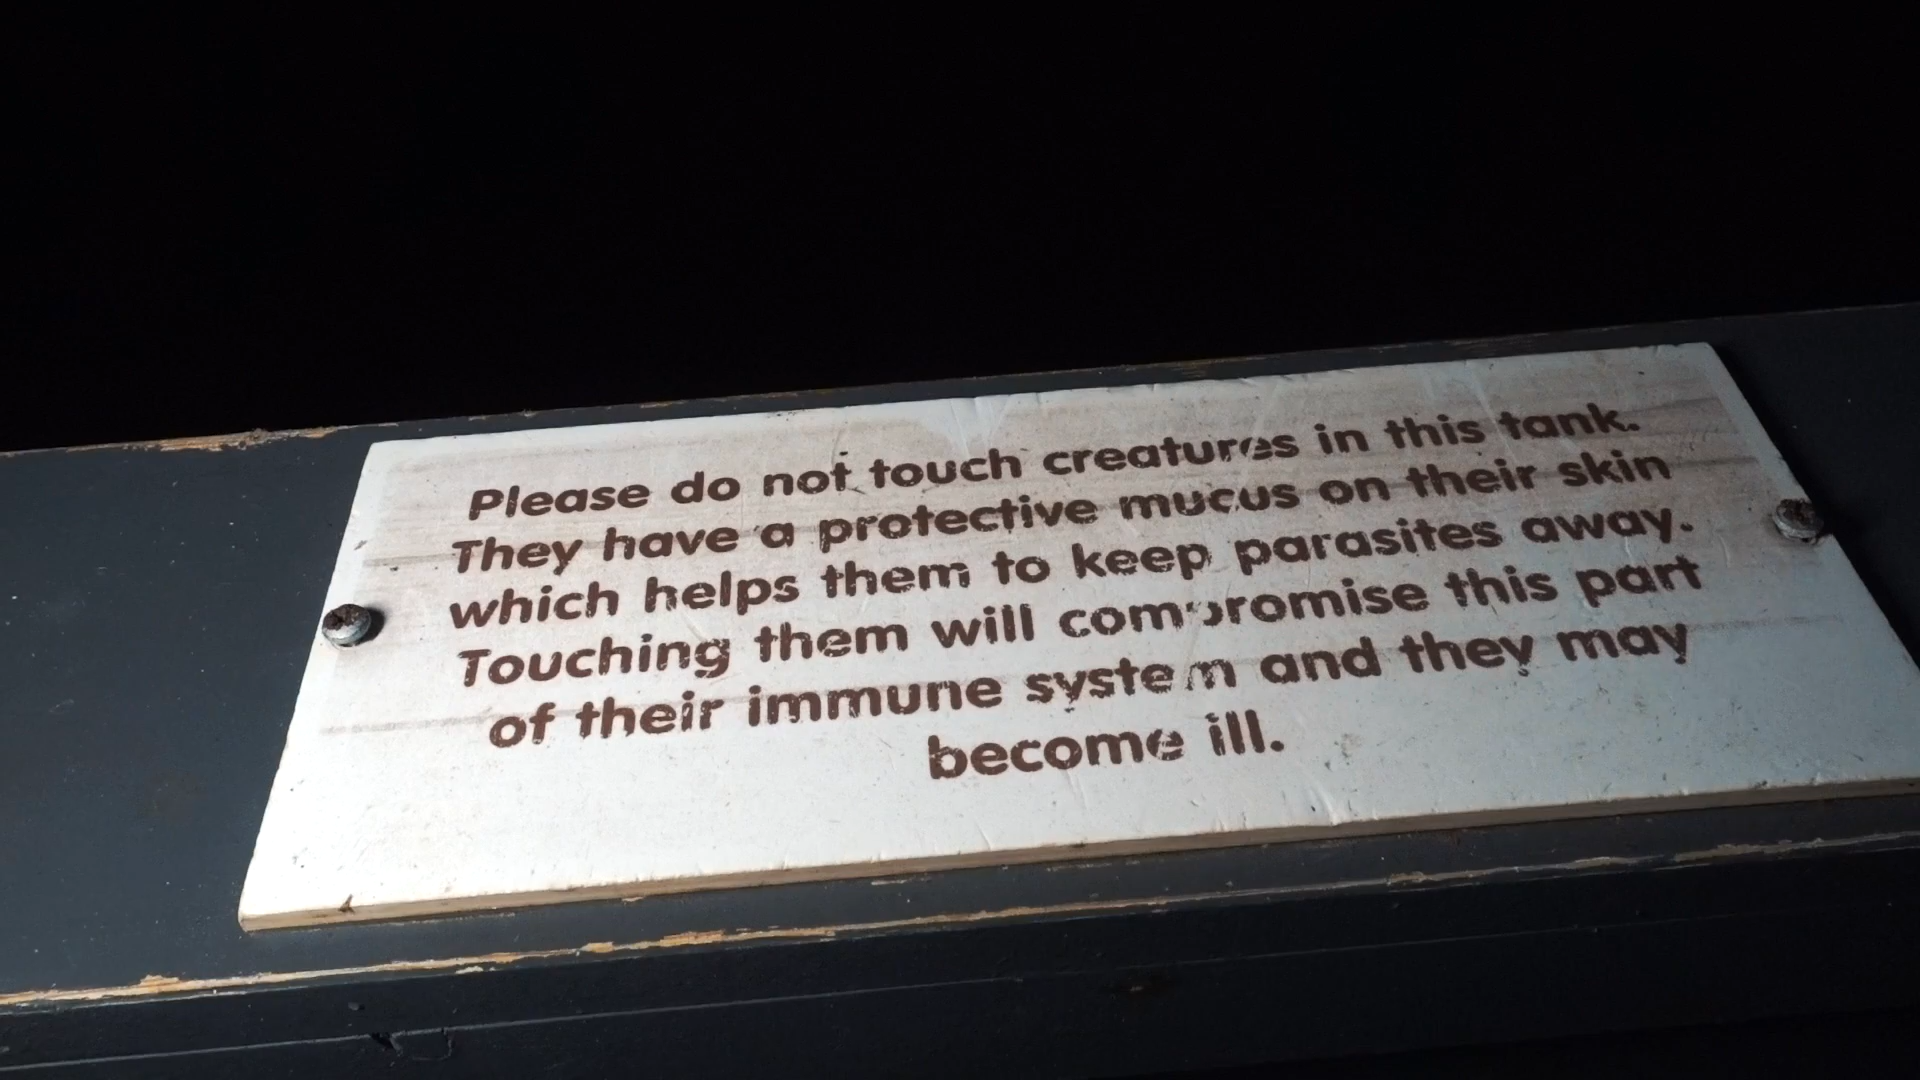 Please do not touch creatures in this tank.
They have a protective mucus on their skin
which helps them to keep parasites away.
Touching them will compromise this part
of their immune system and they may
become ill.